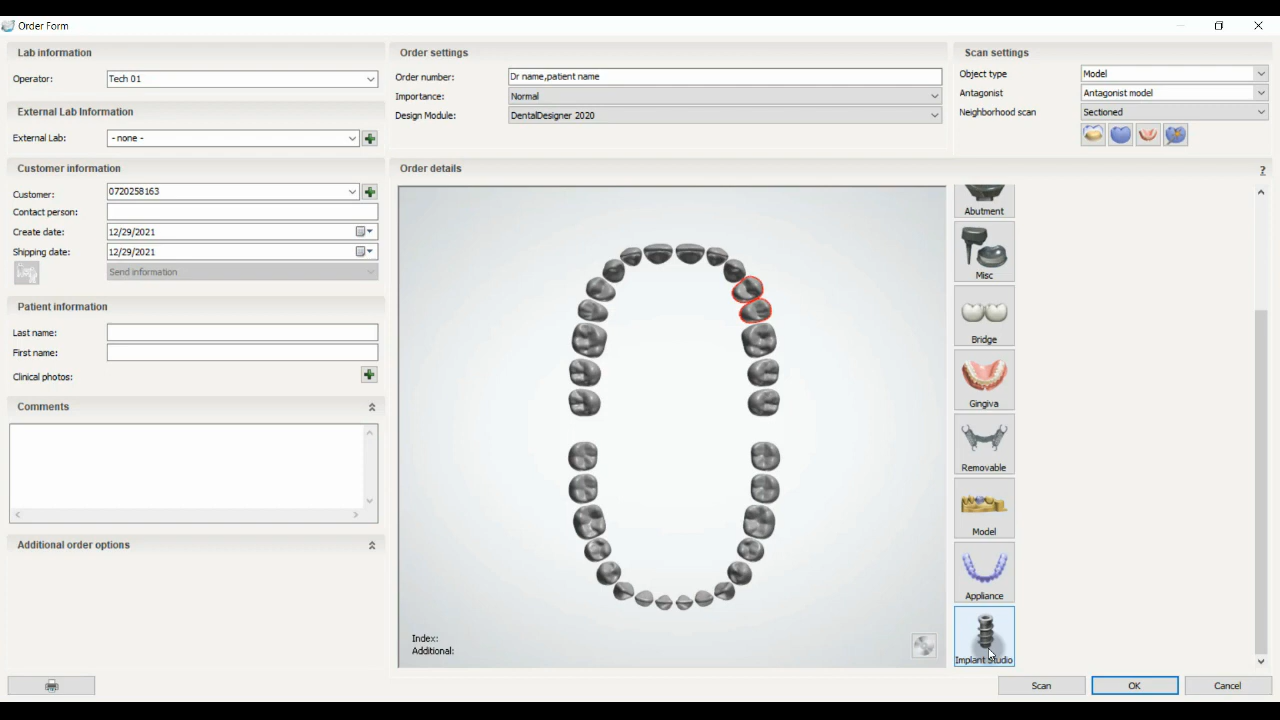 Order Form
Lab information
Operator:
Tech 01
External Lab Information
External Lab:
- none -
Customer information
Customer:
0720258163
Contact person:
Create date:
12/29/2021
Shipping date:
12/29/2021
Send information
Patient information
Last name:
First name:
Clinical photos:
Comments
Additional order options
Order settings
Order number:
Dr name,patient name
Importance:
Normal
Design Module:
DentalDesigner 2020
Order details
Index:
Additional:
Scan settings
Object type
Model
Antagonist
Antagonist model
Neighborhood scan
Sectioned
?
Abutment
Misc
Bridge
Gingiva
Removable
Model
Appliance
Implant Studio
Scan
OK
Cancel